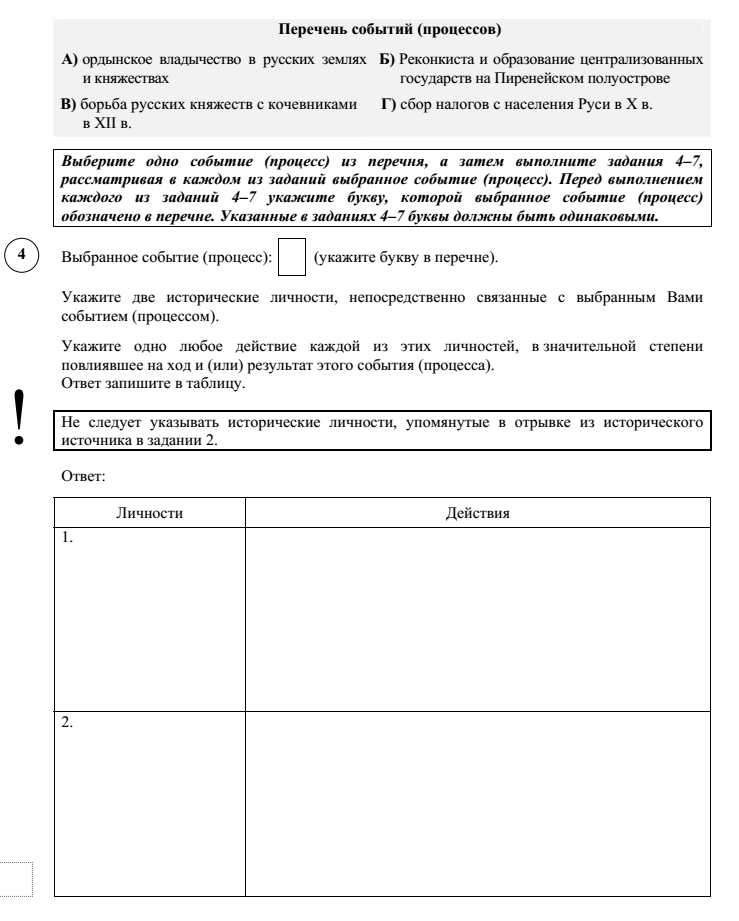 Перечень событий (процессов)
А) ордынское владычество в русских землях и княжествах
Б) Реконкиста и образование централизованных государств на Пиренейском полуострове
В) борьба русских княжеств с кочевниками в XII в.
Г) сбор налогов с населения Руси в X в.
Выберите одно событие (процесс) из перечня, а затем выполните задания 4–7,
рассматривая в каждом из заданий выбранное событие (процесс). Перед выполнением
каждого из заданий 4–7 укажите букву, которой выбранное событие (процесс)
обозначено в перечне. Указанные в заданиях 4–7 буквы должны быть одинаковыми.
4
Выбранное событие (процесс): (укажите букву в перечне).
Укажите две исторические личности, непосредственно связанные с выбранным Вами
событием (процессом).
Укажите одно любое действие каждой из этих личностей, в значительной степени
повлиявшее на ход и (или) результат этого события (процесса).
Ответ запишите в таблицу.
!
Не следует указывать исторические личности, упомянутые в отрывке из исторического
источника в задании 2.
Ответ:
Личности Действия
1.
2.